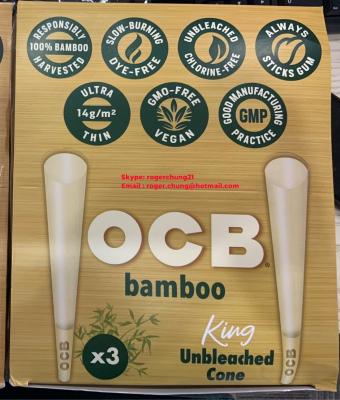 RESPONSIBLY
100% BAMBOO
HARVESTED
SLOW-BURNING
DYE-FREE
UNBLEACHED
CHLORINE-FREE
ALWAYS
STICKS GUM
ULTRA
14g/m²
THIN
GMO-FREE
VEGAN
GOOD MANUFACTURING
GMP
PRACTICE
Skype: rogerchung21
Email : roger.chung@hotmail.com
OCB®
bamboo
x3
King
Unbleached
Cone
OCB
OCB